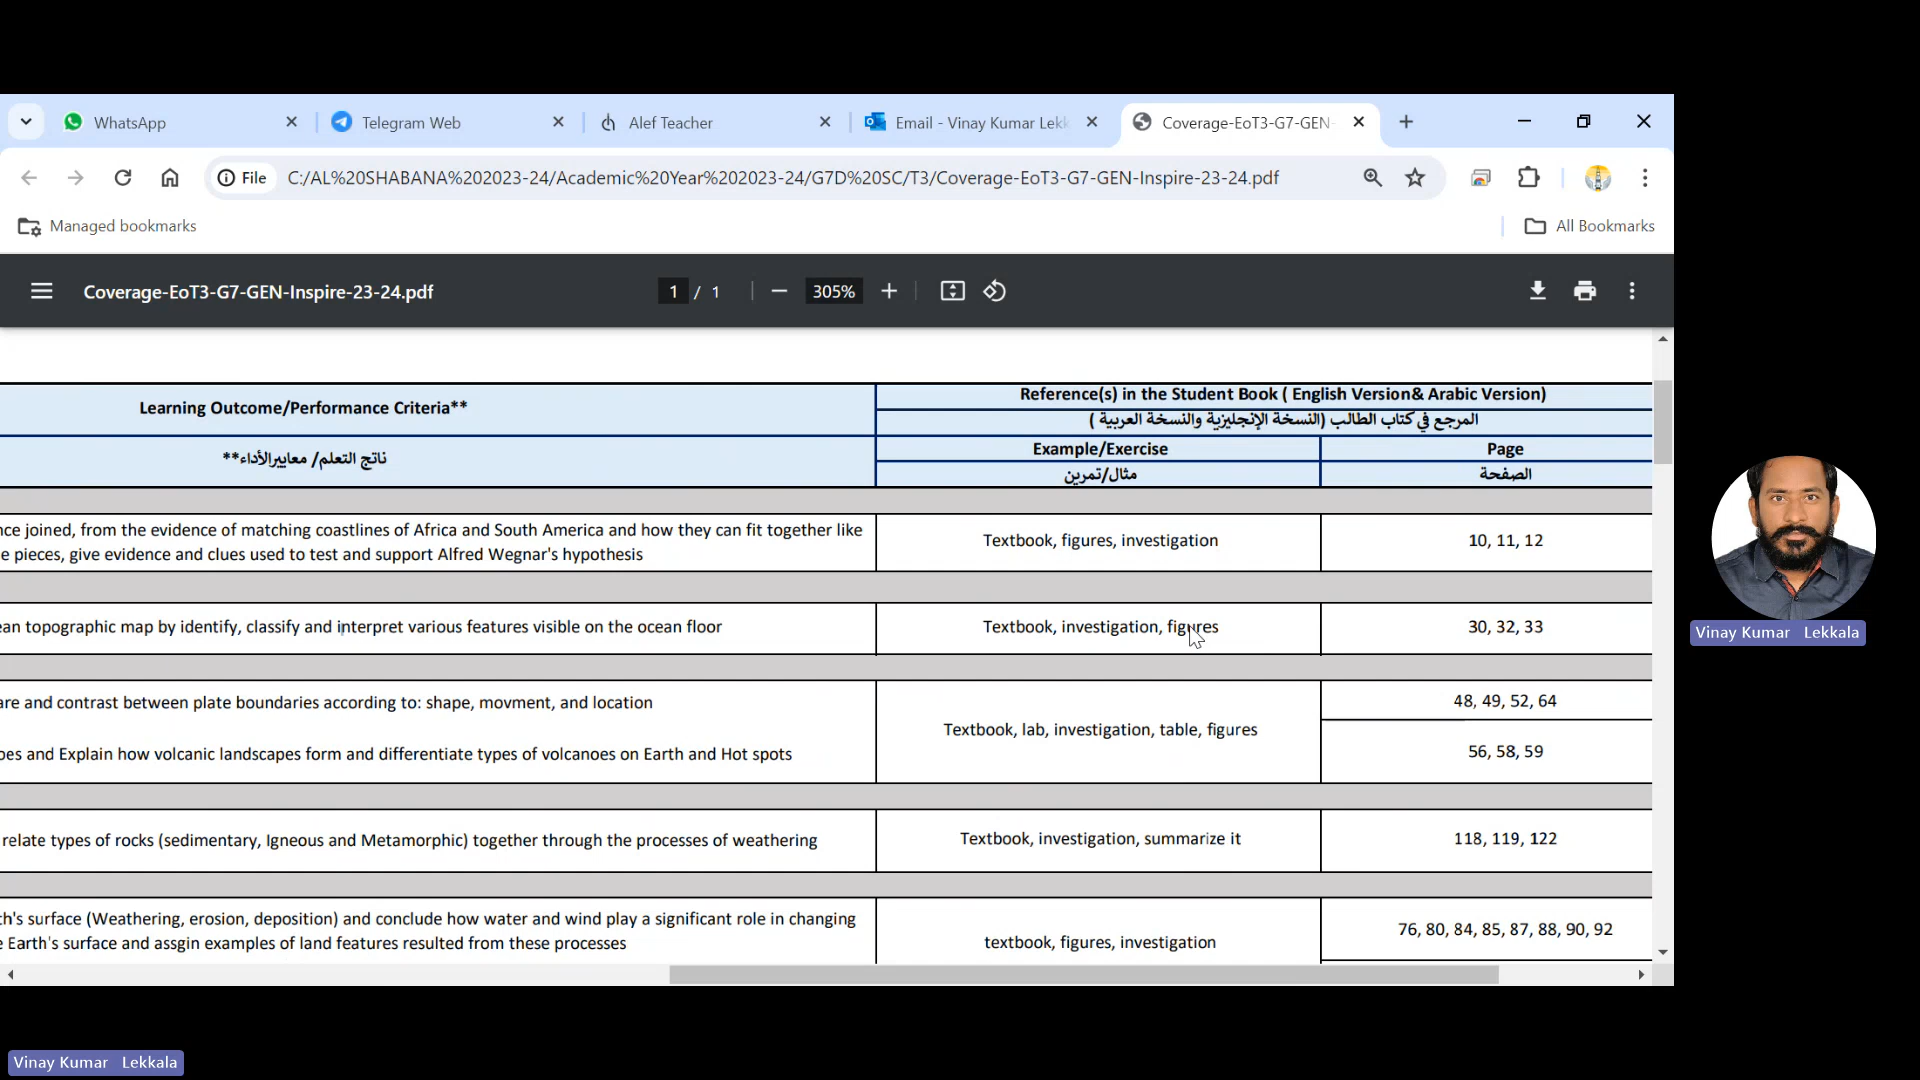 WhatsApp
Telegram Web
Alef Teacher
Email - Vinay Kumar Lekk
Coverage-EoT3-G7-GEN-
File
C:/AL%20SHABANA%202023-24/Academic%20Year%202023-24/G7D%20SC/T3/Coverage-EoT3-G7-GEN-Inspire-23-24.pdf
Managed bookmarks
All Bookmarks
Coverage-EoT3-G7-GEN-Inspire-23-24.pdf
1 / 1
305%
Learning Outcome/Performance Criteria**
Reference(s) in the Student Book ( English Version& Arabic Version)
المرجع في كتاب الطالب (النسخة الإنجليزية والنسخة العربية )
ناتج التعلم/ معاييرالأداء**
Example/Exercise
Page
مثال/تمرين
الصفحة
nce joined, from the evidence of matching coastlines of Africa and South America and how they can fit together like
e pieces, give evidence and clues used to test and support Alfred Wegnar's hypothesis
Textbook, figures, investigation
10, 11, 12
ean topographic map by identify, classify and interpret various features visible on the ocean floor
Textbook, investigation, figures
30, 32, 33
are and contrast between plate boundaries according to: shape, movment, and location
48, 49, 52, 64
Textbook, lab, investigation, table, figures
oes and Explain how volcanic landscapes form and differentiate types of volcanoes on Earth and Hot spots
56, 58, 59
relate types of rocks (sedimentary, Igneous and Metamorphic) together through the processes of weathering
Textbook, investigation, summarize it
118, 119, 122
th's surface (Weathering, erosion, deposition) and conclude how water and wind play a significant role in changing
e Earth's surface and assgin examples of land features resulted from these processes
textbook, figures, investigation
76, 80, 84, 85, 87, 88, 90, 92
Vinay Kumar Lekkala
Vinay Kumar Lekkala